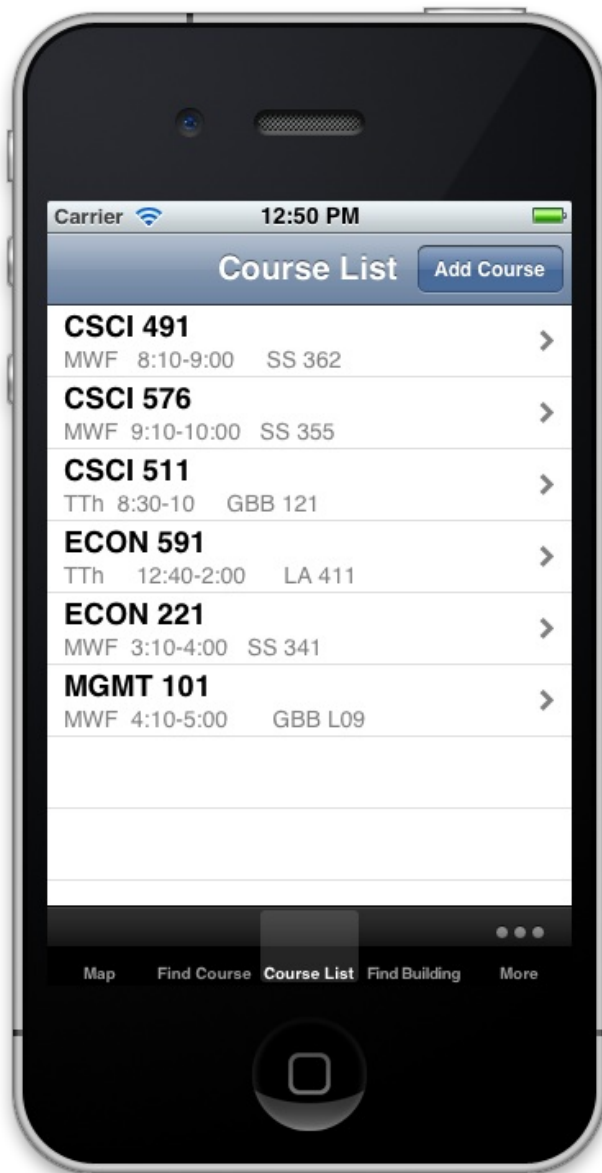 Carrier 12:50 PM
Course List Add Course
CSCI 491
MWF 8:10-9:00 SS 362
CSCI 576
MWF 9:10-10:00 SS 355
CSCI 511
TTh 8:30-10 GBB 121
ECON 591
TTh 12:40-2:00 LA 411
ECON 221
MWF 3:10-4:00 SS 341
MGMT 101
MWF 4:10-5:00 GBB L09
Map Find Course Course List Find Building More